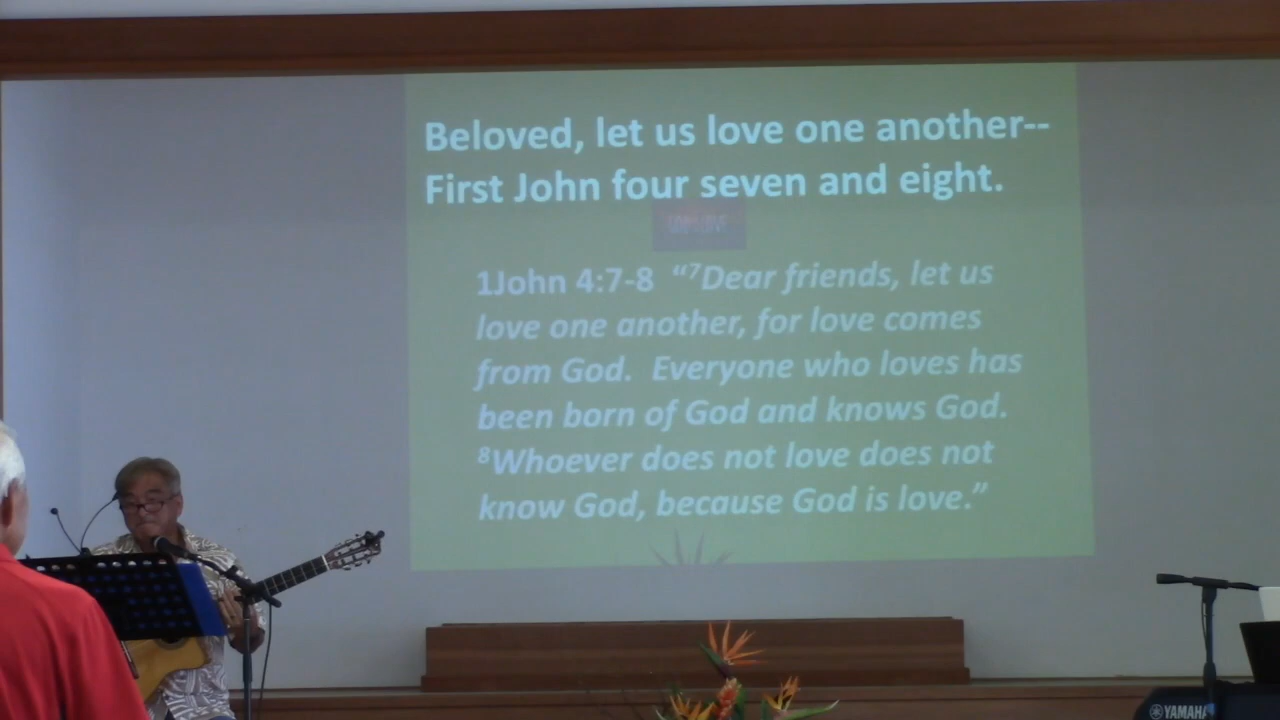 Beloved, let us love one another--
First John four seven and eight.
1John 4:7-8 “⁷Dear friends, let us
love one another, for love comes
from God. Everyone who loves has
been born of God and knows God.
⁸Whoever does not love does not
know God, because God is love.”
YAMAHA